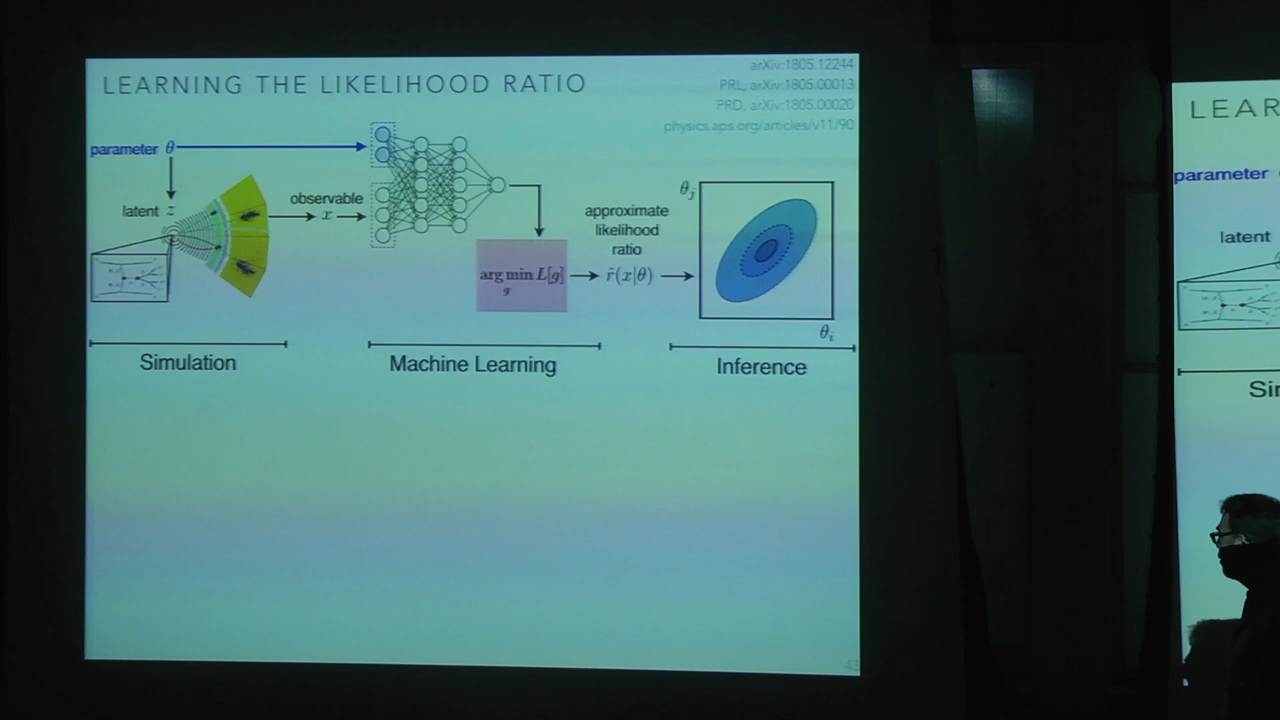 LEARNING THE LIKELIHOOD RATIO
arXiv:1805.12244
PRL, arXiv:1805.00013
PRD, arXiv:1805.00020
physics.aps.org/articles/v11/90
parameter θ
latent z
observable
x
arg min L[g]
g
approximate
likelihood
ratio
r̂(x|θ)
θj
θi
Simulation
Machine Learning
Inference
43
LEAR
parameter
latent
Sir